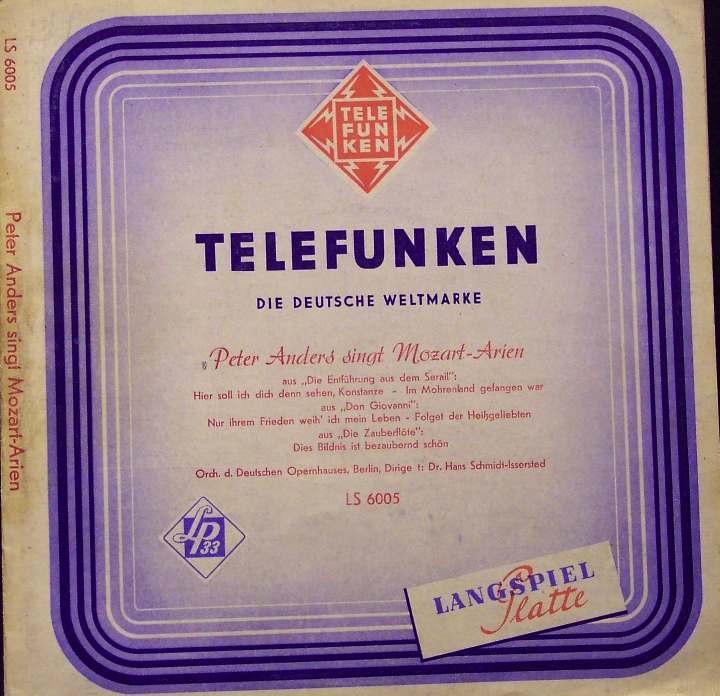 LS 6005
Peter Anders singt Mozart-Arien
TELE
FUN
KEN
TELEFUNKEN
DIE DEUTSCHE WELTMARKE
Peter Anders singt Mozart-Arien
aus „Die Entführung aus dem Serail":
Hier soll ich dich denn sehen, Konstanze - Im Mohrenland gefangen war
aus „Don Giovanni":
Nur ihrem Frieden weih' ich mein Leben - Folget der Heißgeliebten
aus „Die Zauberflöte":
Dies Bildnis ist bezaubernd schön
Orch. d. Deutschen Opernhauses, Berlin, Dirige t: Dr. Hans Schmidt-Issersted
LS 6005
LP
33
LANGSPIEL
Platte